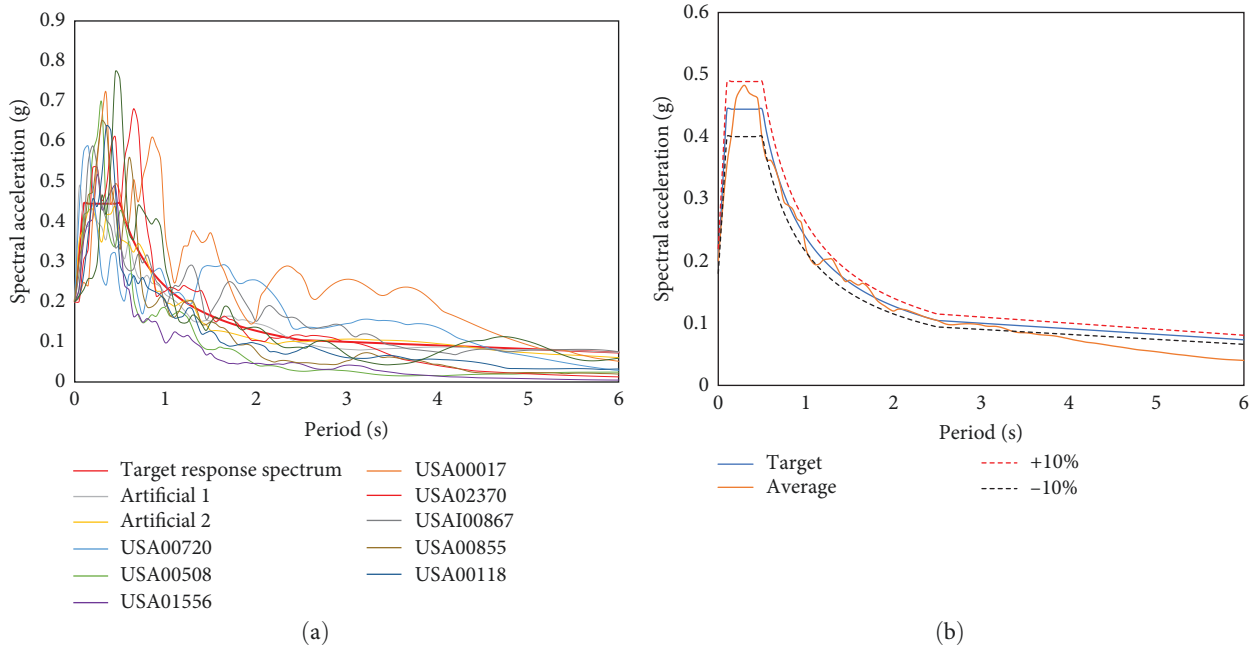 Spectral acceleration (g)
0.9
0.8
0.7
0.6
0.5
0.4
0.3
0.2
0.1
0
0 1 2 3 4 5 6
Period (s)
Target response spectrum
Artificial 1
Artificial 2
USA00720
USA00508
USA01556
USA00017
USA02370
USAI00867
USA00855
USA00118
(a)
Spectral acceleration (g)
0.6
0.5
0.4
0.3
0.2
0.1
0
0 1 2 3 4 5 6
Period (s)
Target
Average
+10%
−10%
(b)